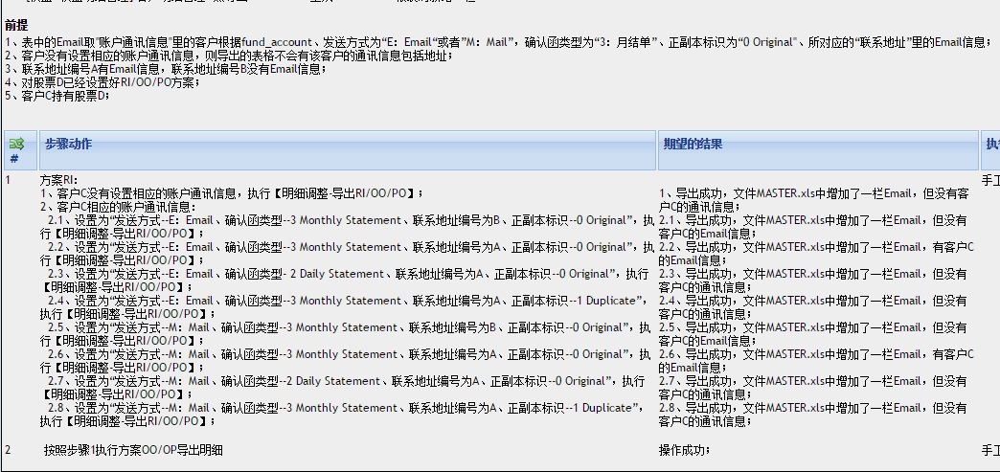 前提
1、表中的Email取"账户通讯信息"里的客户根据fund_account、发送方式为“E：Email“或者”M：Mail”，确认函类型为“3：月结单”、正副本标识为“0 Original"、所对应的“联系地址”里的Email信息；
2、客户没有设置相应的账户通讯信息，则导出的表格不会有该客户的通讯信息包括地址；
3、联系地址编号A有Email信息，联系地址编号B没有Email信息；
4、对股票D已经设置好RI/OO/PO方案；
5、客户C持有股票D；
#
步骤动作
期望的结果
执
1
方案RI：
1、客户C没有设置相应的账户通讯信息，执行【明细调整-导出RI/OO/PO】；
2、客户C相应的账户通讯信息：
2.1、设置为“发送方式--E：Email、确认函类型--3 Monthly Statement、联系地址编号为B、正副本标识--0 Original”，执
行【明细调整-导出RI/OO/PO】；
2.2、设置为“发送方式--E：Email、确认函类型--3 Monthly Statement、联系地址编号为A、正副本标识--0 Original”，执
行【明细调整-导出RI/OO/PO】；
2.3、设置为“发送方式--E：Email、确认函类型- 2 Daily Statement、联系地址编号为A、正副本标识--0 Original”，执行
【明细调整-导出RI/OO/PO】；
2.4、设置为“发送方式--E：Email、确认函类型--3 Monthly Statement、联系地址编号为A、正副本标识--1 Duplicate”，
执行【明细调整-导出RI/OO/PO】；
2.5、设置为“发送方式--M：Mail、确认函类型--3 Monthly Statement、联系地址编号为B、正副本标识--0 Original”，执
行【明细调整-导出RI/OO/PO】；
2.6、设置为“发送方式--M：Mail、确认函类型--3 Monthly Statement、联系地址编号为A、正副本标识--0 Original”，执
行【明细调整-导出RI/OO/PO】；
2.7、设置为“发送方式--M：Mail、确认函类型--2 Daily Statement、联系地址编号为A、正副本标识--0 Original”，执行
【明细调整-导出RI/OO/PO】；
2.8、设置为“发送方式--M：Mail、确认函类型--3 Monthly Statement、联系地址编号为A、正副本标识--1 Duplicate”，
执行【明细调整-导出RI/OO/PO】；
1、导出成功，文件MASTER.xls中增加了一栏Email，但没有客
户C的通讯信息；
2.1、导出成功，文件MASTER.xls中增加了一栏Email，但没有
客户C的Email信息；
2.2、导出成功，文件MASTER.xls中增加了一栏Email，有客户C
的Email信息；
2.3、导出成功，文件MASTER.xls中增加了一栏Email，但没有
客户C的通讯信息；
2.4、导出成功，文件MASTER.xls中增加了一栏Email，但没有
客户C的通讯信息；
2.5、导出成功，文件MASTER.xls中增加了一栏Email，但没有
客户C的Email信息；
2.6、导出成功，文件MASTER.xls中增加了一栏Email，有客户C
的Email信息；
2.7、导出成功，文件MASTER.xls中增加了一栏Email，但没有
客户C的通讯信息；
2.8、导出成功，文件MASTER.xls中增加了一栏Email，但没有
客户C的通讯信息；
手工
2
按照步骤1执行方案OO/OP导出明细
操作成功；
手工